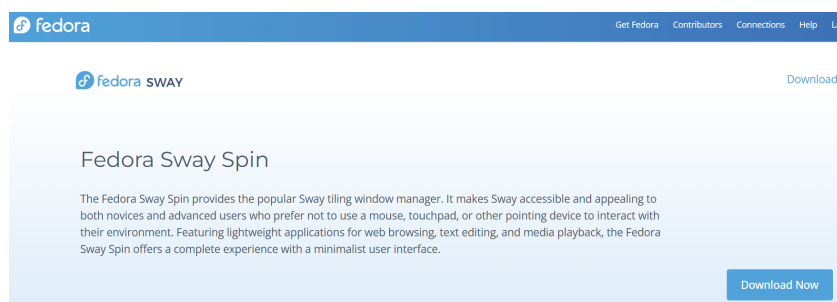 fedora Get Fedora Contributors Connections Help
fedora SWAY Download
Fedora Sway Spin
The Fedora Sway Spin provides the popular Sway tiling window manager. It makes Sway accessible and appealing to
both novices and advanced users who prefer not to use a mouse, touchpad, or other pointing device to interact with
their environment. Featuring lightweight applications for web browsing, text editing, and media playback, the Fedora
Sway Spin offers a complete experience with a minimalist user interface.
Download Now